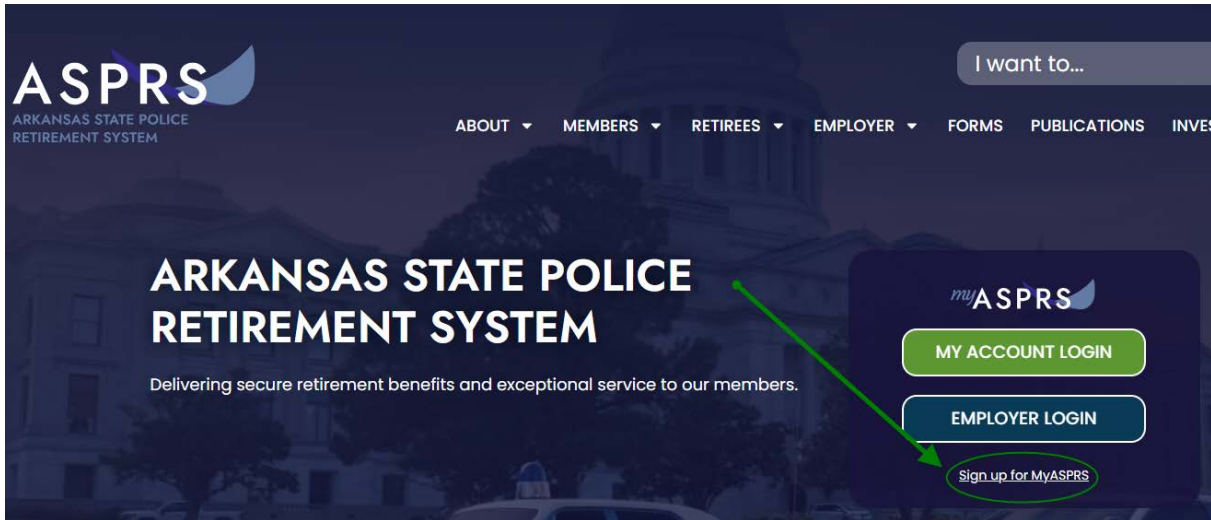 ASPRS
ARKANSAS STATE POLICE
RETIREMENT SYSTEM
I want to...
ABOUT MEMBERS RETIREES EMPLOYER FORMS PUBLICATIONS INVES
ARKANSAS STATE POLICE
RETIREMENT SYSTEM
Delivering secure retirement benefits and exceptional service to our members.
myASPRS
MY ACCOUNT LOGIN
EMPLOYER LOGIN
Sign up for MyASPRS